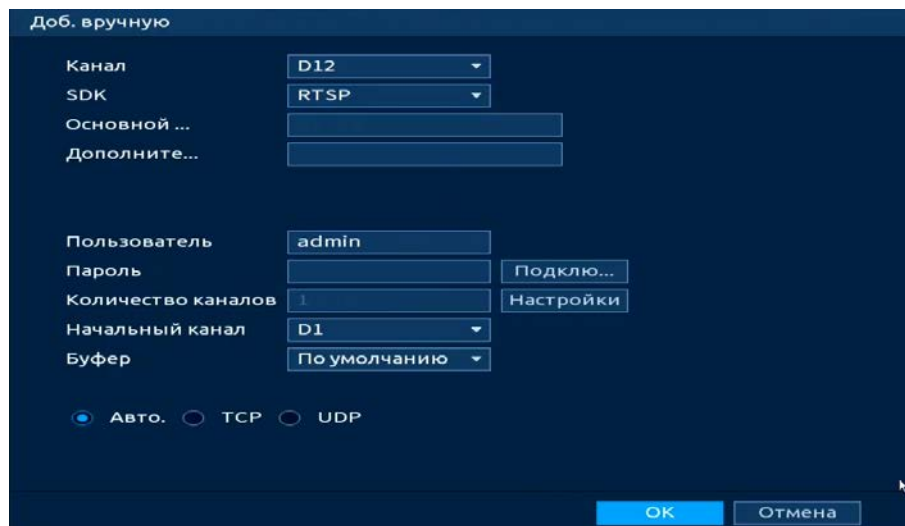 Доб. вручную
Канал D12
SDK RTSP
Основной ...
Дополните...
Пользователь admin
Пароль Подклю...
Количество каналов 1 Настройки
Начальный канал D1
Буфер По умолчанию
Авто. TCP UDP
OK Отмена